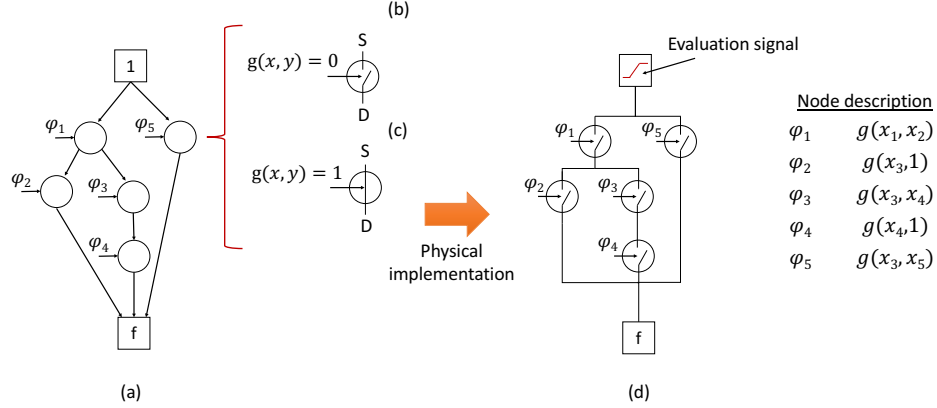 (b)
1
S
g(x, y) = 0
D
φ₁
φ₅
(c)
S
g(x, y) = 1
D
φ₂
φ₃
φ₄
f
(a)
Physical
implementation
Evaluation signal
φ₁
φ₅
φ₂
φ₃
φ₄
f
(d)
Node description
φ₁ g(x₁, x₂)
φ₂ g(x₃,1)
φ₃ g(x₃, x₄)
φ₄ g(x₄,1)
φ₅ g(x₃, x₅)